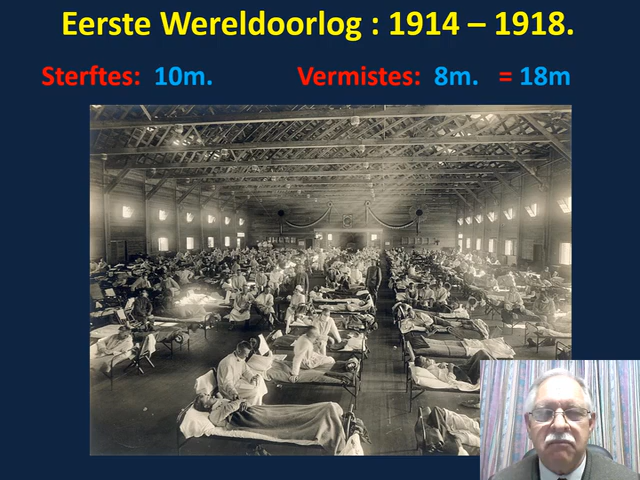 Eerste Wereldoorlog : 1914 – 1918.
Sterftes: 10m. Vermistes: 8m. = 18m